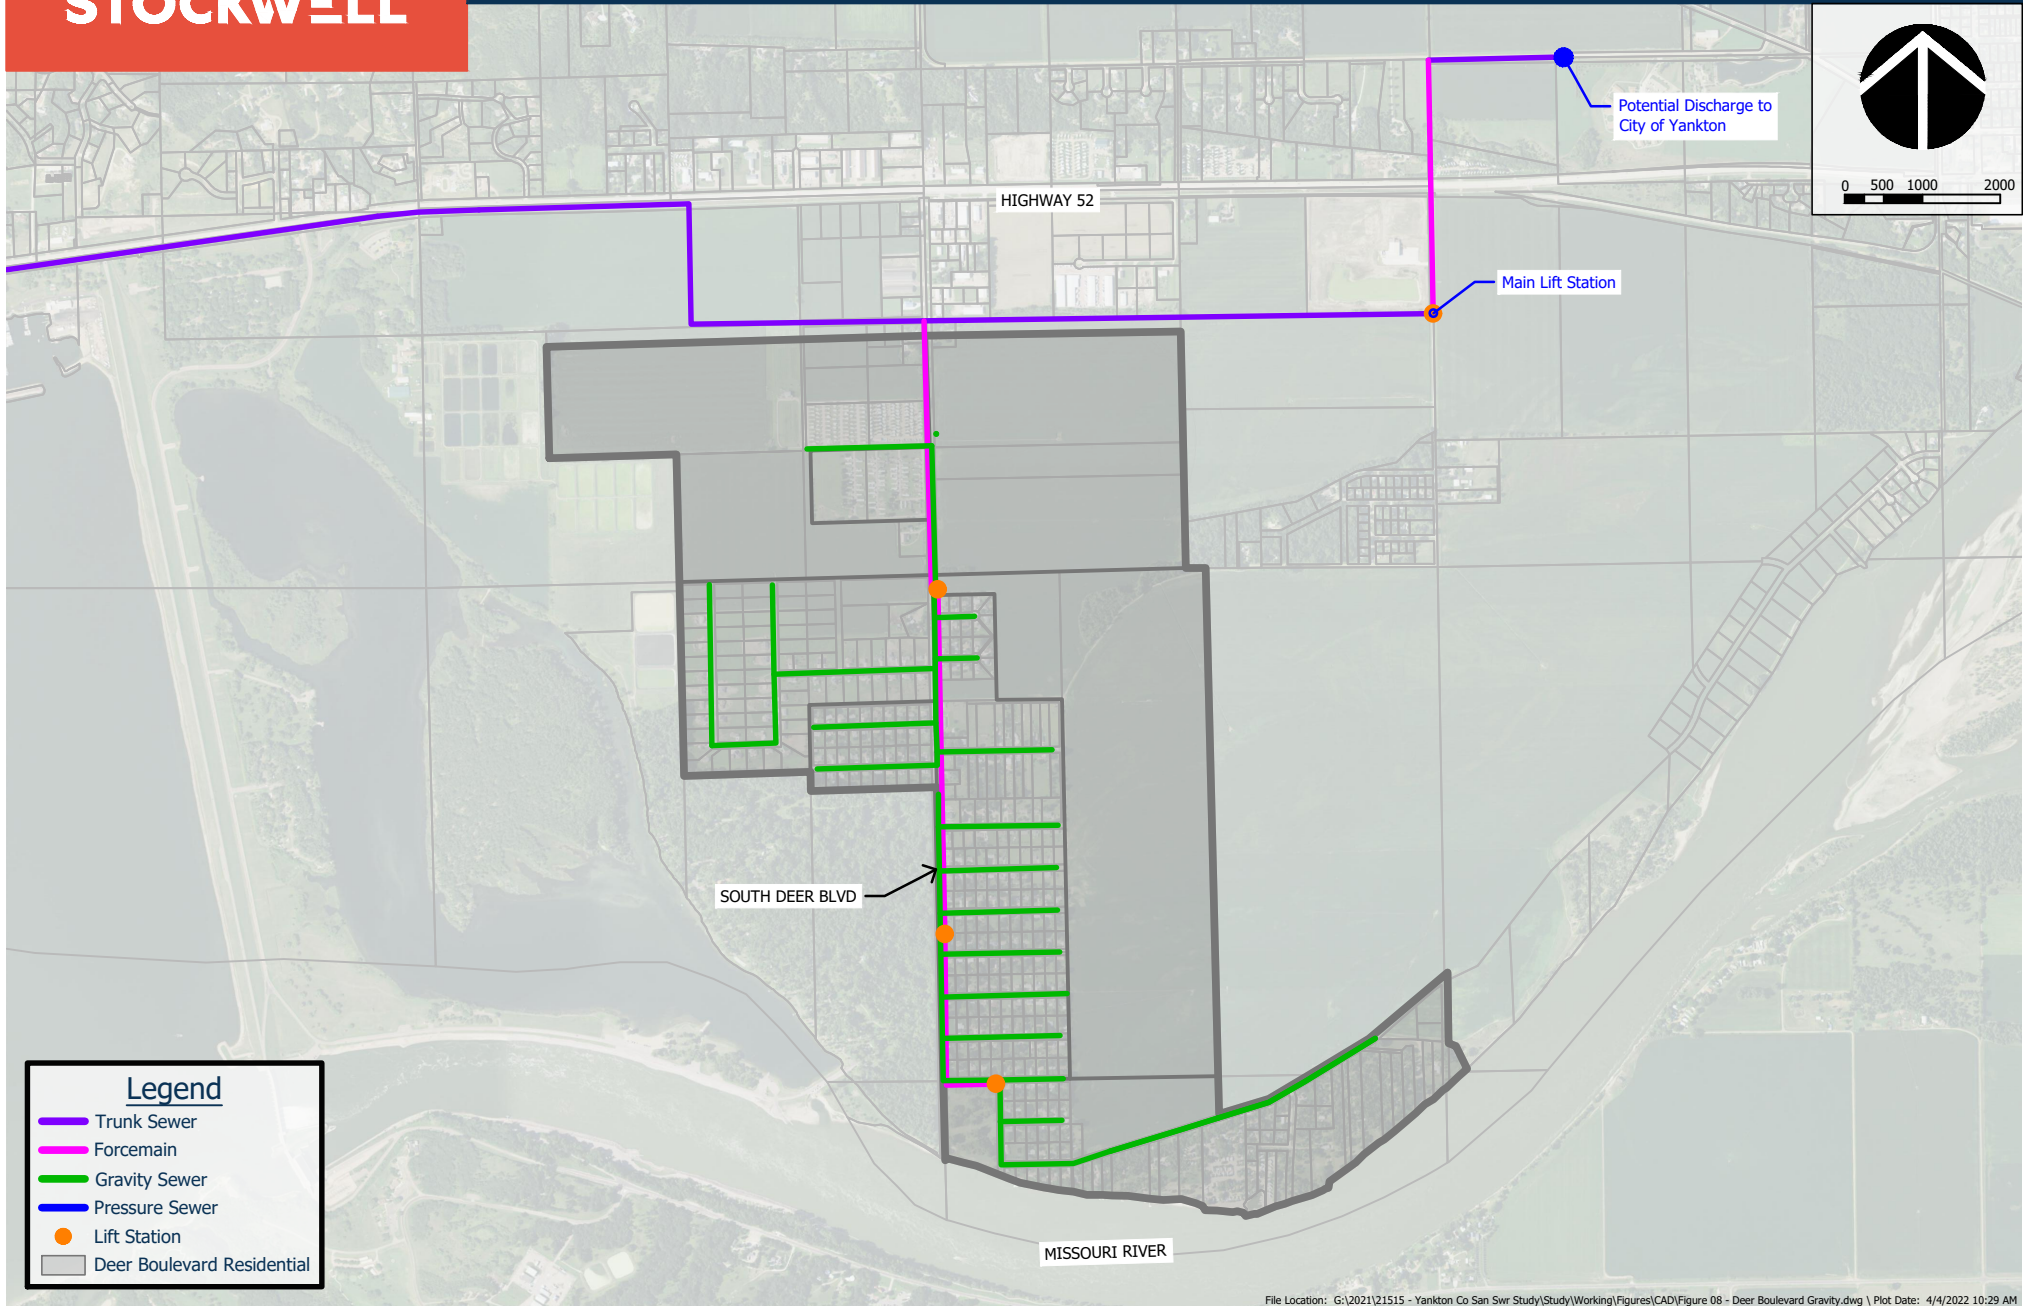 STOCKWELL
Potential Discharge to
City of Yankton
0 500 1000 2000
HIGHWAY 52
Main Lift Station
SOUTH DEER BLVD
Legend
Trunk Sewer
Forcemain
Gravity Sewer
Pressure Sewer
Lift Station
Deer Boulevard Residential
MISSOURI RIVER
File Location: G:\2021\21515 - Yankton Co San Swr Study\Study\Working\Figures\CAD\Figure 08 - Deer Boulevard Gravity.dwg \ Plot Date: 4/4/2022 10:29 AM